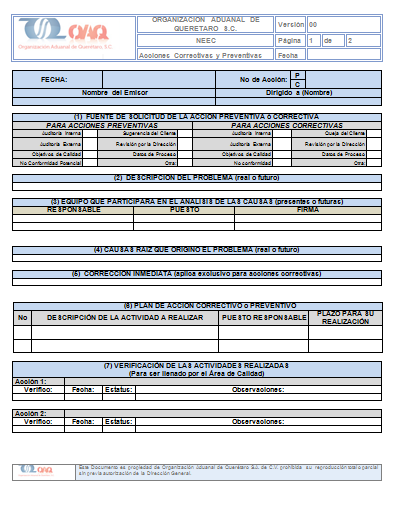 OAQ
Organización Aduanal de Querétaro S.C.
ORGANIZACIÓN ADUANAL DE QUERETARO S.C.
Versión 00
NEEC
Página 1 de 2
Acciones Correctivas y Preventivas
Fecha
FECHA:
No de Acción: P
C
Nombre del Emisor Dirigido a (Nombre)
(1) FUENTE DE SOLICITUD DE LA ACCIÓN PREVENTIVA O CORRECTIVA
PARA ACCIONES PREVENTIVAS PARA ACCIONES CORRECTIVAS
Auditoría Interna Sugerencia del Cliente Auditoría Interna Queja del Cliente
Auditoría Externa Revisión por la Dirección Auditoría Externa Revisión por la Dirección
Objetivos de Calidad Datos de Proceso Objetivos de Calidad Datos de Proceso
No Conformidad Potencial Otra: No Conformidad Otra:
(2) DESCRIPCIÓN DEL PROBLEMA (real o futuro)
(3) EQUIPO QUE PARTICIPARA EN EL ANALISIS DE LAS CAUSAS (presentes o futuras)
RESPONSABLE PUESTO FIRMA
(4) CAUSAS RAIZ QUE ORIGINO EL PROBLEMA (real o futuro)
(5) CORRECCION INMEDIATA (aplica exclusivo para acciones correctivas)
(6) PLAN DE ACCION CORRECTIVO o PREVENTIVO
No DESCRIPCIÓN DE LA ACTIVIDAD A REALIZAR PUESTO RESPONSABLE PLAZO PARA SU REALIZACIÓN
(7) VERIFICACIÓN DE LAS ACTIVIDADES REALIZADAS
(Para ser llenado por el Área de Calidad)
Acción 1:
Verifico: Fecha: Estatus: Observaciones:
Acción 2:
Verifico: Fecha: Estatus: Observaciones:
OAQ
Este Documento es propiedad de Organización Aduanal de Querétaro S.C. de C.V. prohibida su reproducción total o parcial
sin previa autorización de la Dirección General.